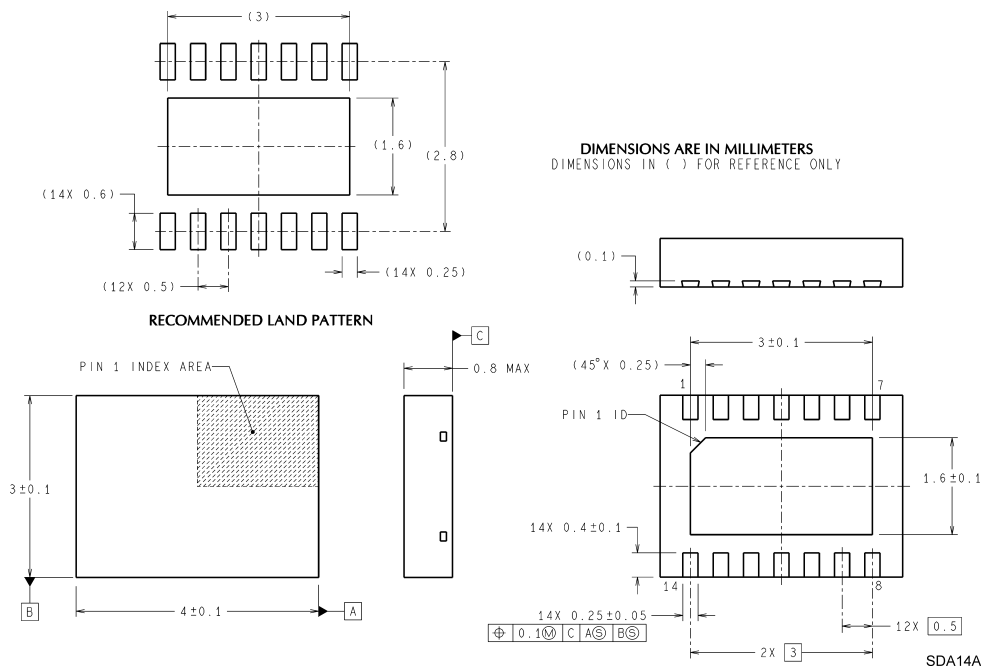 (3)
(1.6)
(2.8)
DIMENSIONS ARE IN MILLIMETERS
DIMENSIONS IN ( ) FOR REFERENCE ONLY
(14X 0.6)
(0.1)
(14X 0.25)
(12X 0.5)
RECOMMENDED LAND PATTERN
C
3±0.1
PIN 1 INDEX AREA
0.8 MAX
(45°X 0.25)
1
7
PIN 1 ID
3±0.1
1.6±0.1
14X 0.4±0.1
14
8
B
4±0.1
A
14X 0.25±0.05
12X 0.5
⌖ 0.1Ⓜ C AⓈ BⓈ
2X 3
SDA14A